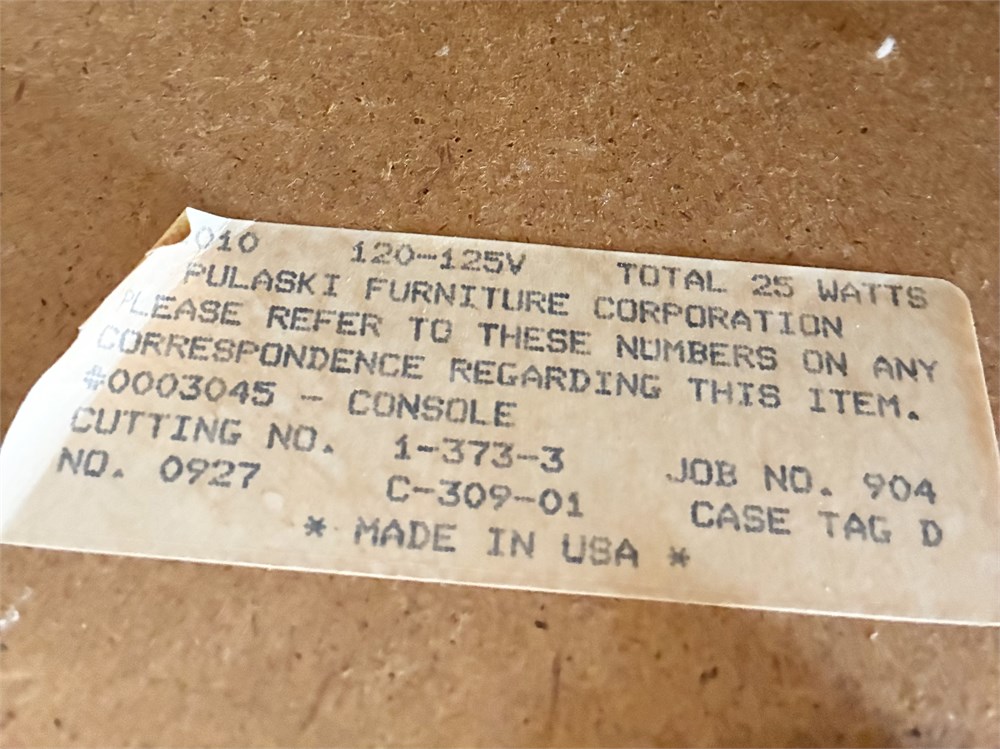 010 120-125V TOTAL 25 WATTS
PULASKI FURNITURE CORPORATION
PLEASE REFER TO THESE NUMBERS ON ANY
CORRESPONDENCE REGARDING THIS ITEM.
#0003045 - CONSOLE
CUTTING NO. 1-373-3 JOB NO. 904
NO. 0927 C-309-01 CASE TAG D
* MADE IN USA *